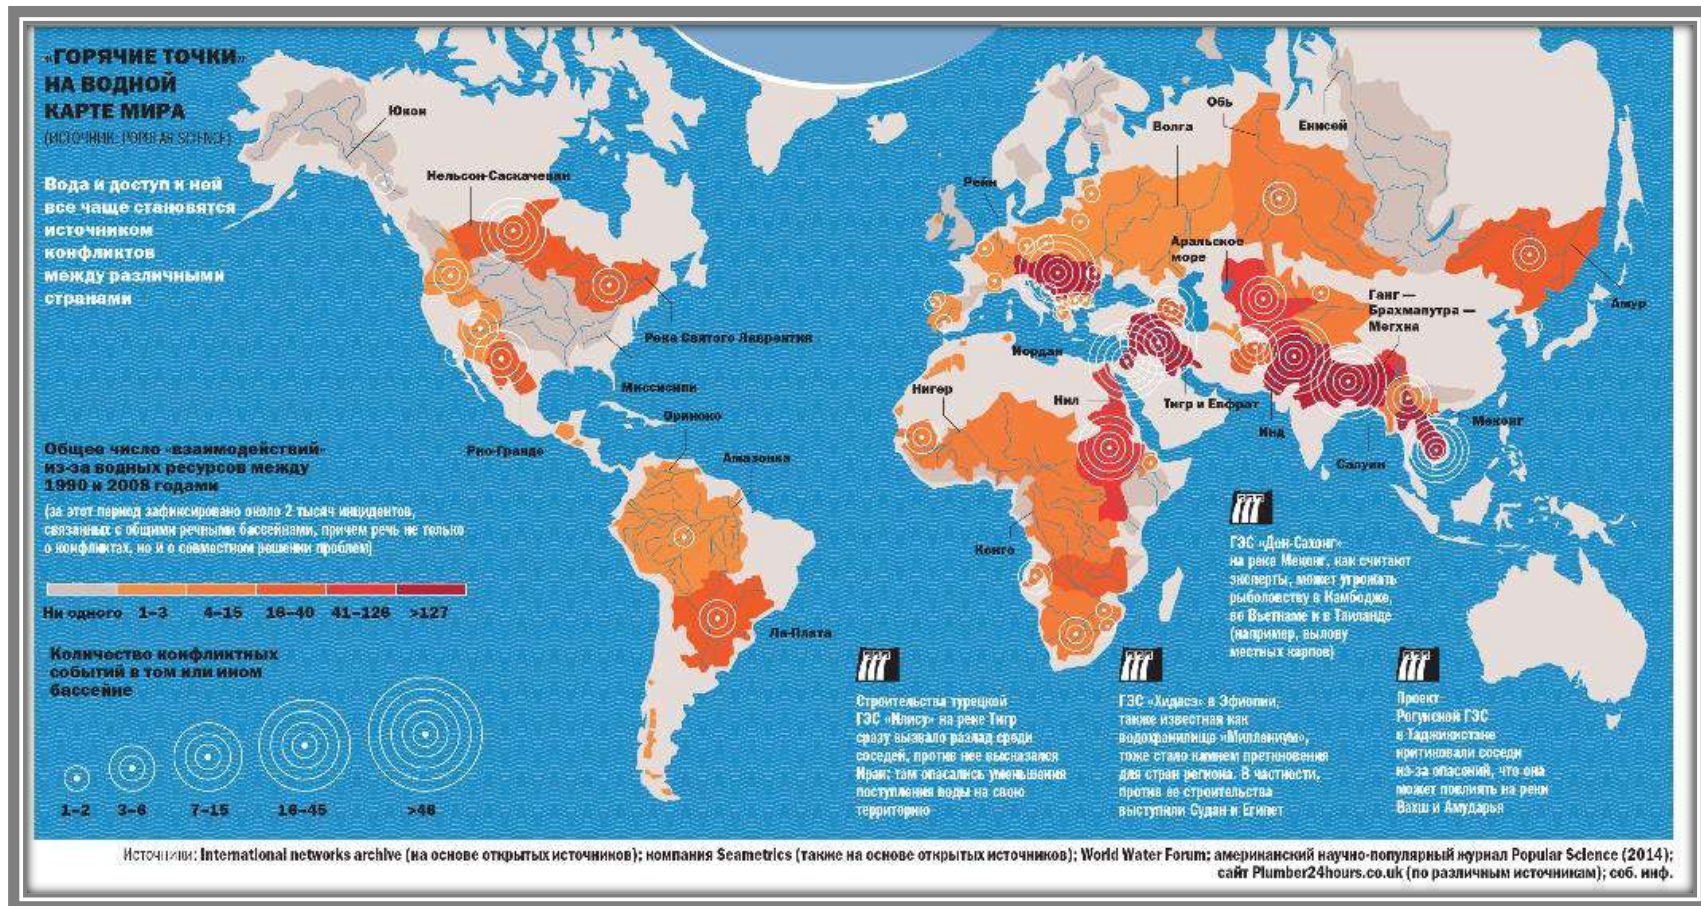 «ГОРЯЧИЕ ТОЧКИ»
НА ВОДНОЙ
КАРТЕ МИРА
(ИСТОЧНИК: POPULAR SCIENCE)
Вода и доступ к ней
все чаще становятся
источником
конфликтов
между различными
странами
Юкон
Нельсон-Саскачеван
Река Святого Лаврентия
Миссисипи
Ориноко
Рио-Гранде
Амазонка
Ла-Плата
Рейн
Волга
Обь
Енисей
Аральское
море
Ганг —
Брахмапутра —
Мегхна
Амур
Иордан
Нигер
Нил
Тигр и Евфрат
Инд
Меконг
Салуин
Конго
Общее число «взаимодействий»
из-за водных ресурсов между
1990 и 2008 годами
(за этот период зафиксировано около 2 тысяч инцидентов,
связанных с общими речными бассейнами, причем речь не только
о конфликтах, но и о совместном решении проблем)
Ни одного 1–3 4–15 16–40 41–126 >127
Количество конфликтных
событий в том или ином
бассейне
1–2 3–6 7–15 16–45 >46
ГЭС «Дон-Сахонг»
на реке Меконг, как считают
эксперты, может угрожать
рыболовству в Камбодже,
во Вьетнаме и в Таиланде
(например, вылову
местных карпов)
Строительства турецкой
ГЭС «Илису» на реке Тигр
сразу вызвало разлад среди
соседей, против нее высказался
Ирак: там опасались уменьшения
поступления воды на свою
территорию
ГЭС «Хидасэ» в Эфиопии,
также известная как
водохранилище «Миллениум»,
тоже стало камнем преткновения
для стран региона. В частности,
против ее строительства
выступили Судан и Египет
Проект
Рогунской ГЭС
в Таджикистане
критиковали соседи
из-за опасений, что она
может повлиять на реки
Вахш и Амударья
Источники: International networks archive (на основе открытых источников); компания Seametrics (также на основе открытых источников); World Water Forum; американский научно-популярный журнал Popular Science (2014);
сайт Plumber24hours.co.uk (по различным источникам); соб. инф.